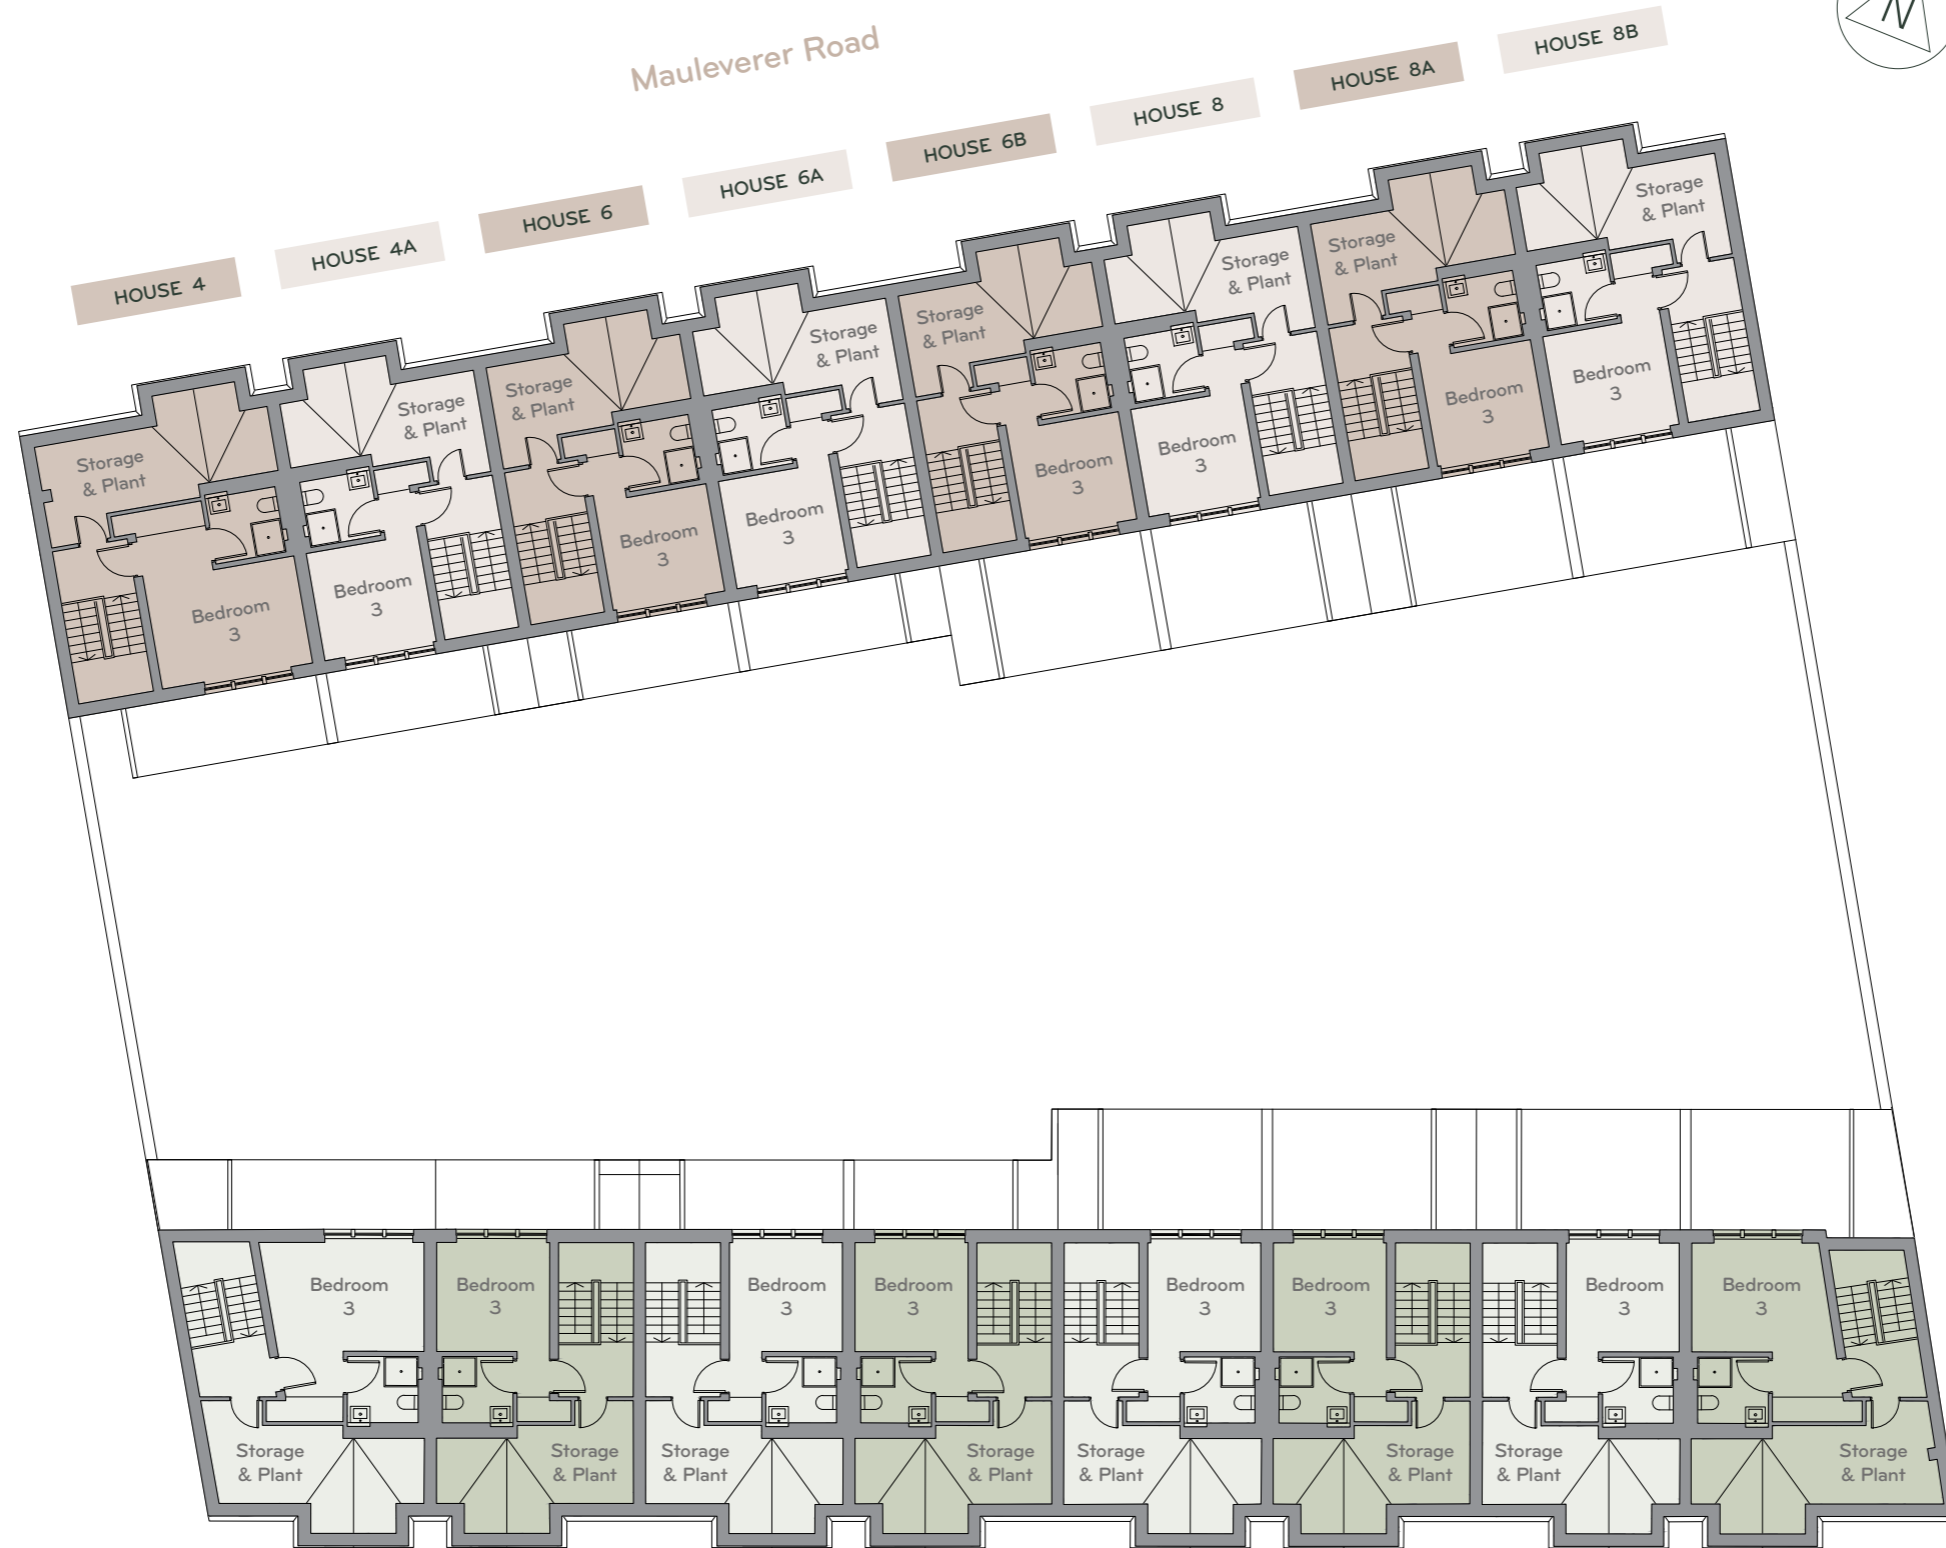 Mauleverer Road
N
HOUSE 4
HOUSE 4A
HOUSE 6
HOUSE 6A
HOUSE 6B
HOUSE 8
HOUSE 8A
HOUSE 8B
Storage
& Plant
Storage
& Plant
Storage
& Plant
Storage
& Plant
Storage
& Plant
Storage
& Plant
Storage
& Plant
Storage
& Plant
Bedroom
3
Bedroom
3
Bedroom
3
Bedroom
3
Bedroom
3
Bedroom
3
Bedroom
3
Bedroom
3
Bedroom
3
Bedroom
3
Bedroom
3
Bedroom
3
Bedroom
3
Bedroom
3
Bedroom
3
Bedroom
3
Storage
& Plant
Storage
& Plant
Storage
& Plant
Storage
& Plant
Storage
& Plant
Storage
& Plant
Storage
& Plant
Storage
& Plant